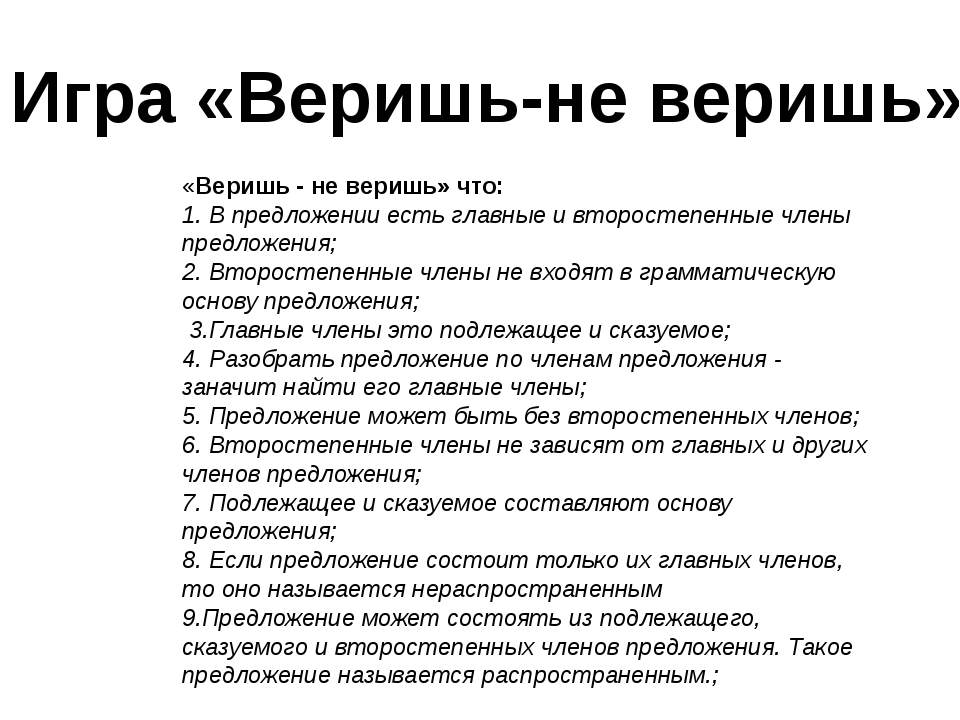 Игра «Веришь-не веришь»
«Веришь - не веришь» что:
1. В предложении есть главные и второстепенные члены
предложения;
2. Второстепенные члены не входят в грамматическую
основу предложения;
3.Главные члены это подлежащее и сказуемое;
4. Разобрать предложение по членам предложения -
заначит найти его главные члены;
5. Предложение может быть без второстепенных членов;
6. Второстепенные члены не зависят от главных и других
членов предложения;
7. Подлежащее и сказуемое составляют основу
предложения;
8. Если предложение состоит только их главных членов,
то оно называется нераспространенным
9.Предложение может состоять из подлежащего,
сказуемого и второстепенных членов предложения. Такое
предложение называется распространенным.;